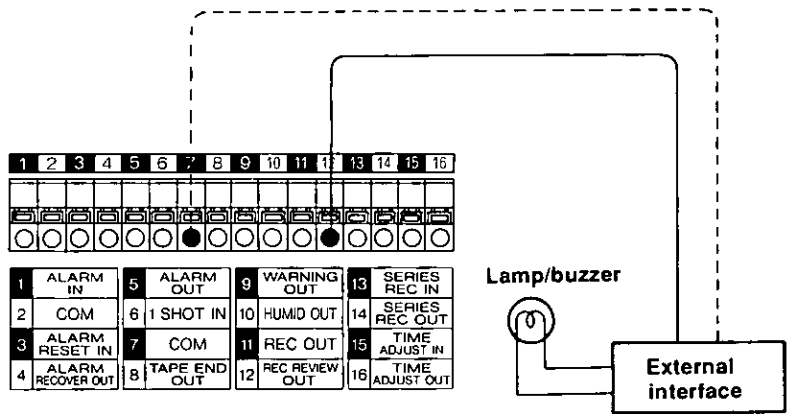 1 2 3 4 5 6 7 8 9 10 11 12 13 14 15 16
1 ALARM IN
2 COM
3 ALARM RESET IN
4 ALARM RECOVER OUT
5 ALARM OUT
6 1 SHOT IN
7 COM
8 TAPE END OUT
9 WARNING OUT
10 HUMID OUT
11 REC OUT
12 REC REVIEW OUT
13 SERIES REC IN
14 SERIES REC OUT
15 TIME ADJUST IN
16 TIME ADJUST OUT
Lamp/buzzer
External
interface